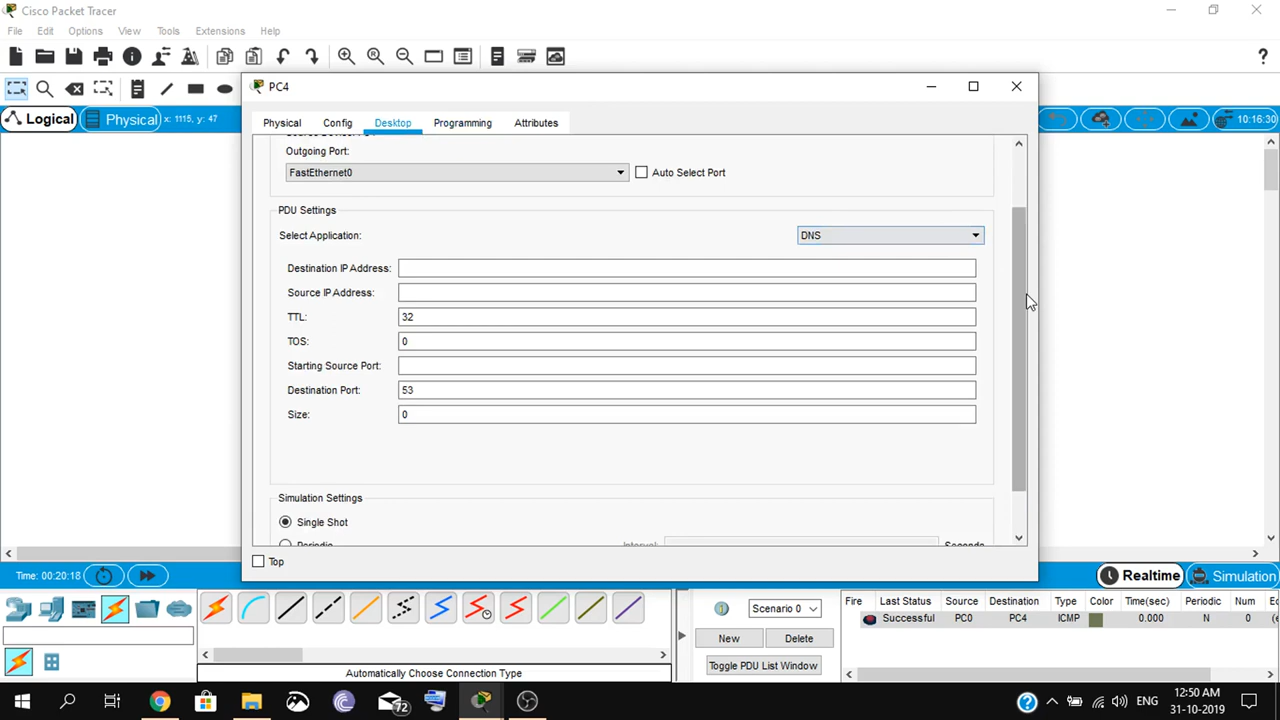 Cisco Packet Tracer
File Edit Options View Tools Extensions Help
PC4
Logical Physical x: 1115, y: 47
10:16:30
Physical Config Desktop Programming Attributes
Outgoing Port:
FastEthernet0 Auto Select Port
PDU Settings
Select Application: DNS
Destination IP Address:
Source IP Address:
TTL: 32
TOS: 0
Starting Source Port:
Destination Port: 53
Size: 0
Simulation Settings
Single Shot
Periodic Interval: Seconds
Top
Time: 00:20:18
Realtime Simulation
Scenario 0
New Delete
Toggle PDU List Window
Fire Last Status Source Destination Type Color Time(sec) Periodic Num
Successful PC0 PC4 ICMP 0.000 N 0
Automatically Choose Connection Type
72
ENG
12:50 AM
31-10-2019